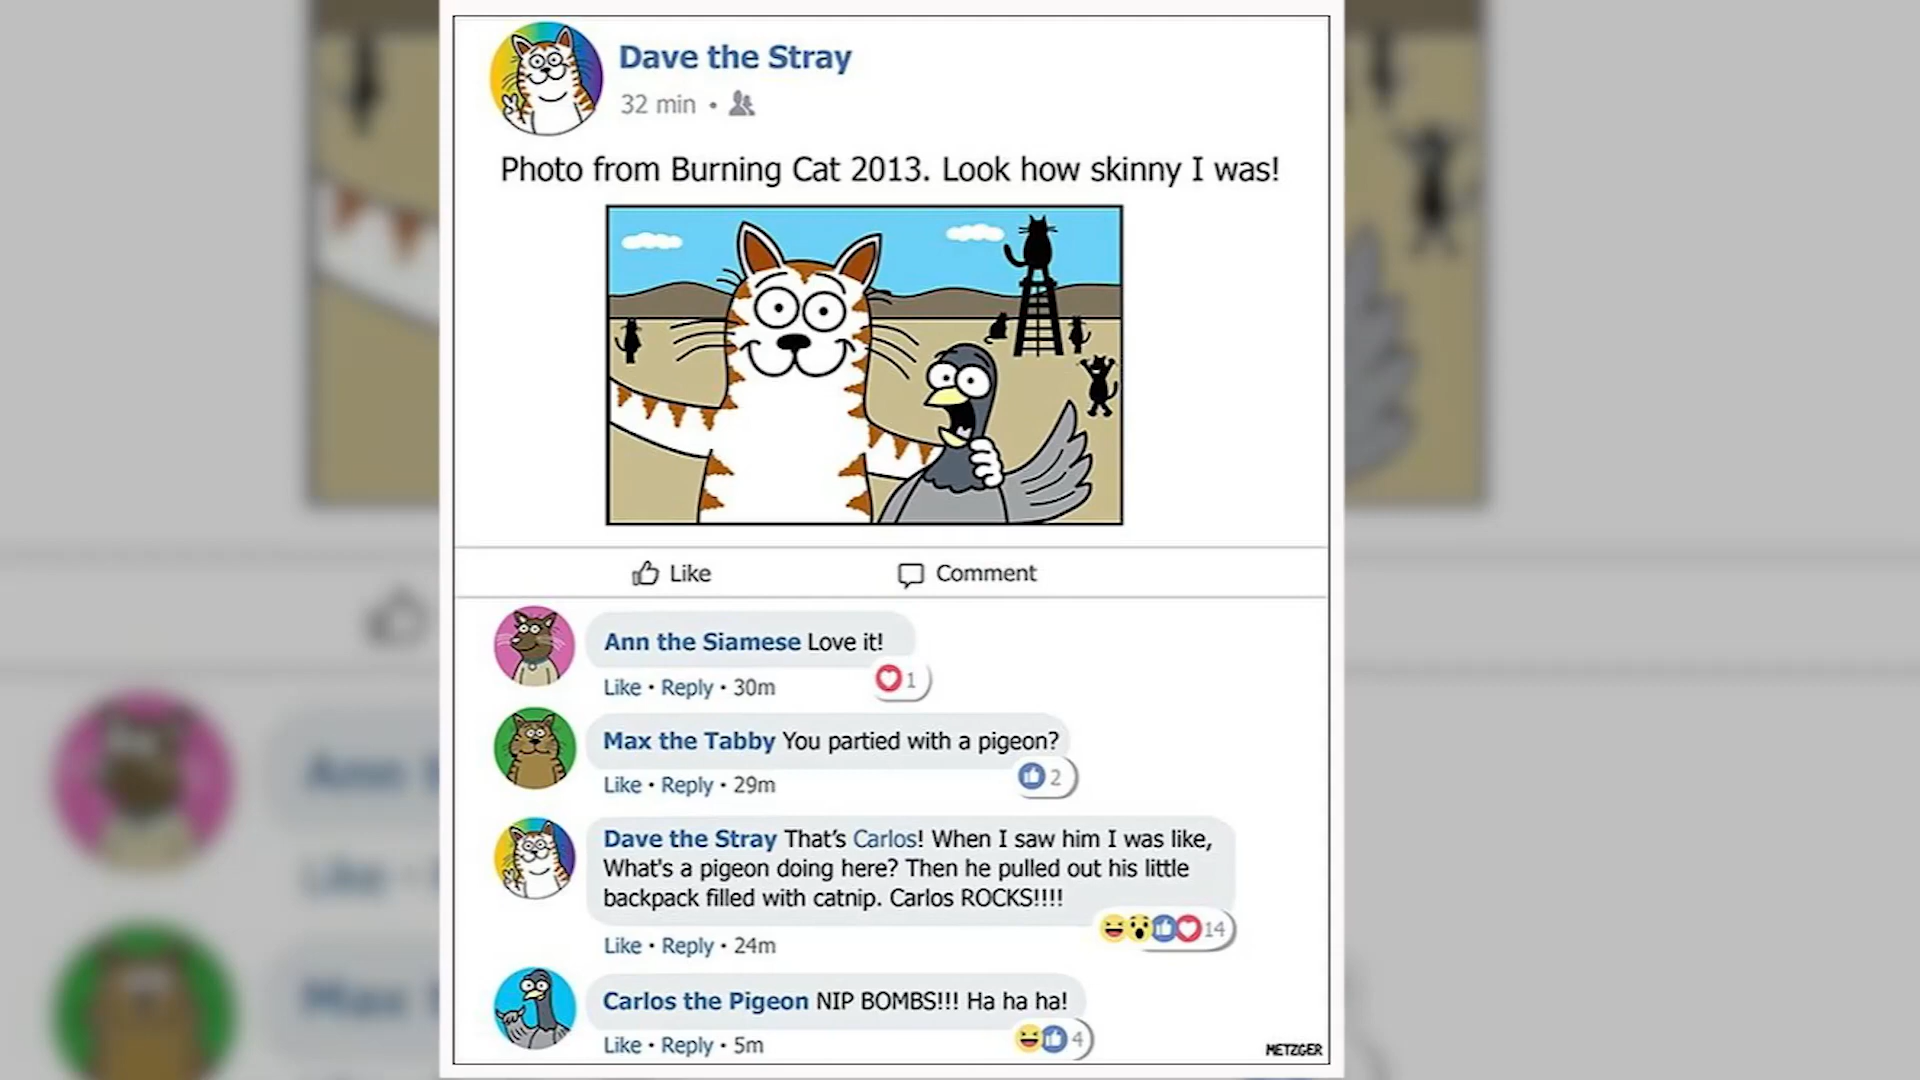 Dave the Stray
32 min •
Photo from Burning Cat 2013. Look how skinny I was!
Like Comment
Ann the Siamese Love it!
1
Like • Reply • 30m
Max the Tabby You partied with a pigeon?
2
Like • Reply • 29m
Dave the Stray That's Carlos! When I saw him I was like,
What's a pigeon doing here? Then he pulled out his little
backpack filled with catnip. Carlos ROCKS!!!!
14
Like • Reply • 24m
Carlos the Pigeon NIP BOMBS!!! Ha ha ha!
4
Like • Reply • 5m
METZGER